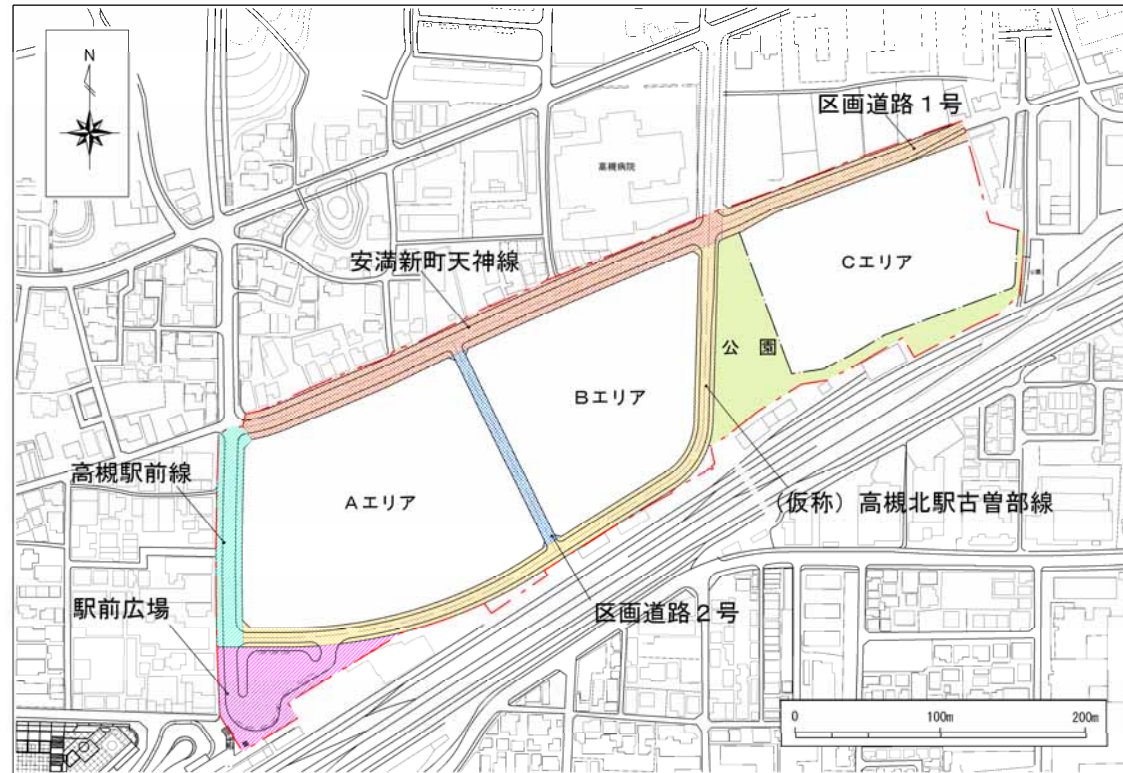 N
区画道路1号
高槻病院
安満新町天神線
Cエリア
公園
Bエリア
高槻駅前線
Aエリア
(仮称)高槻北駅古曽部線
駅前広場
区画道路2号
0 100m 200m